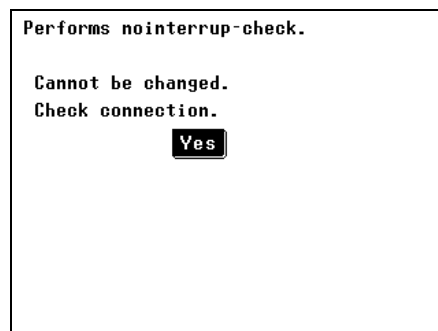 Performs nointerrup-check.
Cannot be changed.
Check connection.
Yes